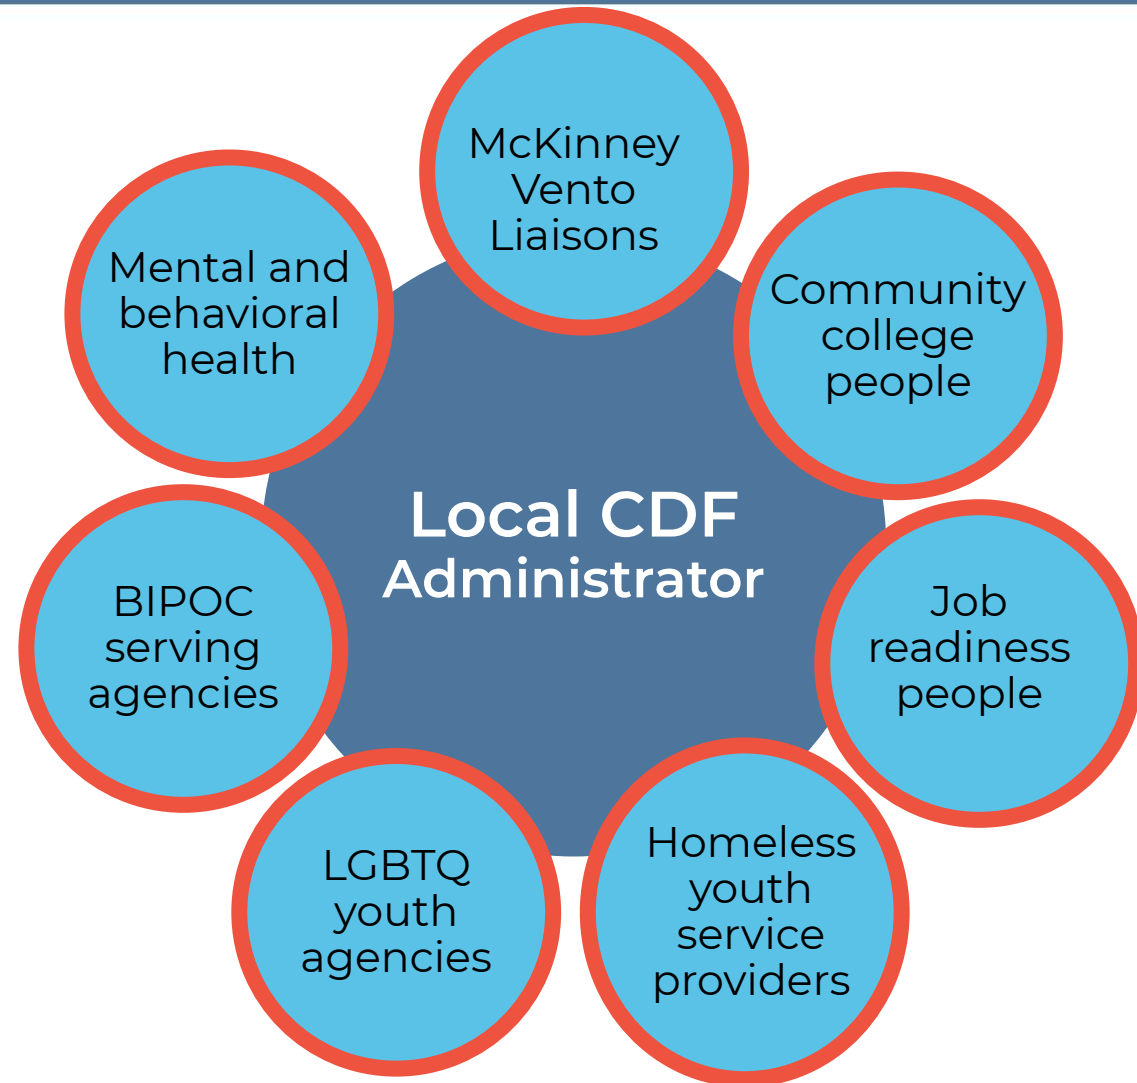 McKinney
Vento
Liaisons
Community
college
people
Job
readiness
people
Homeless
youth
service
providers
LGBTQ
youth
agencies
BIPOC
serving
agencies
Mental and
behavioral
health
Local CDF
Administrator